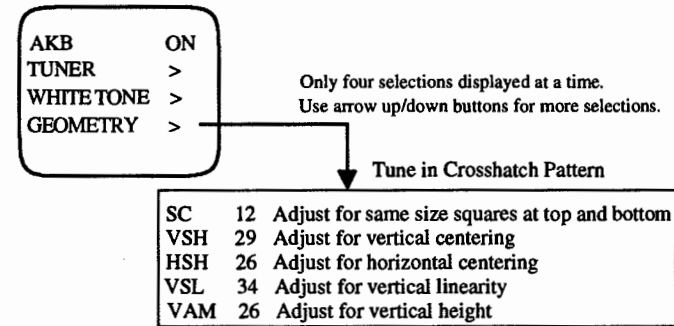 AKB ON
TUNER >
WHITE TONE >
GEOMETRY >
Only four selections displayed at a time.
Use arrow up/down buttons for more selections.
Tune in Crosshatch Pattern
SC 12 Adjust for same size squares at top and bottom
VSH 29 Adjust for vertical centering
HSH 26 Adjust for horizontal centering
VSL 34 Adjust for vertical linearity
VAM 26 Adjust for vertical height